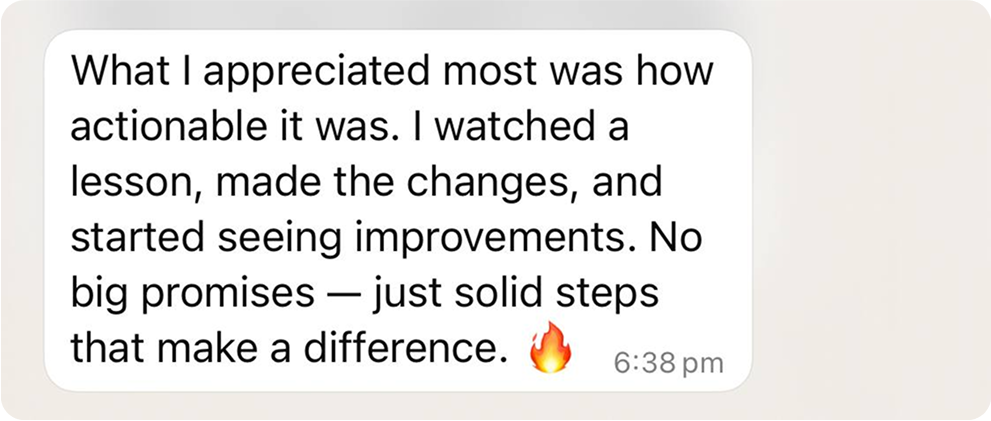 What I appreciated most was how
actionable it was. I watched a
lesson, made the changes, and
started seeing improvements. No
big promises — just solid steps
that make a difference. 🔥 6:38 pm